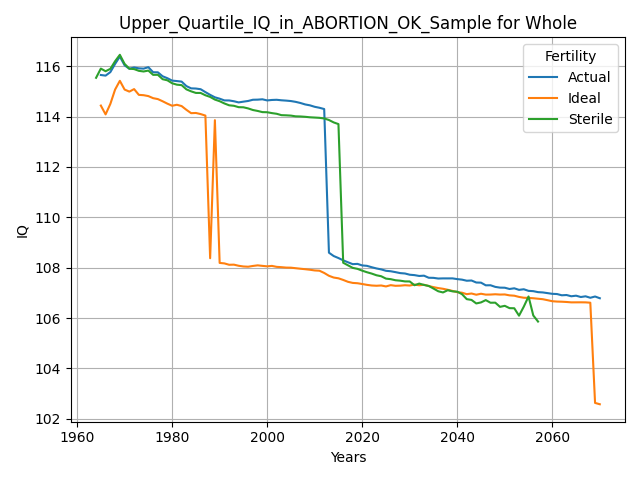 Upper_Quartile_IQ_in_ABORTION_OK_Sample for Whole
Fertility
Actual
Ideal
Sterile
IQ
116
114
112
110
108
106
104
102
1960
1980
2000
2020
2040
2060
Years